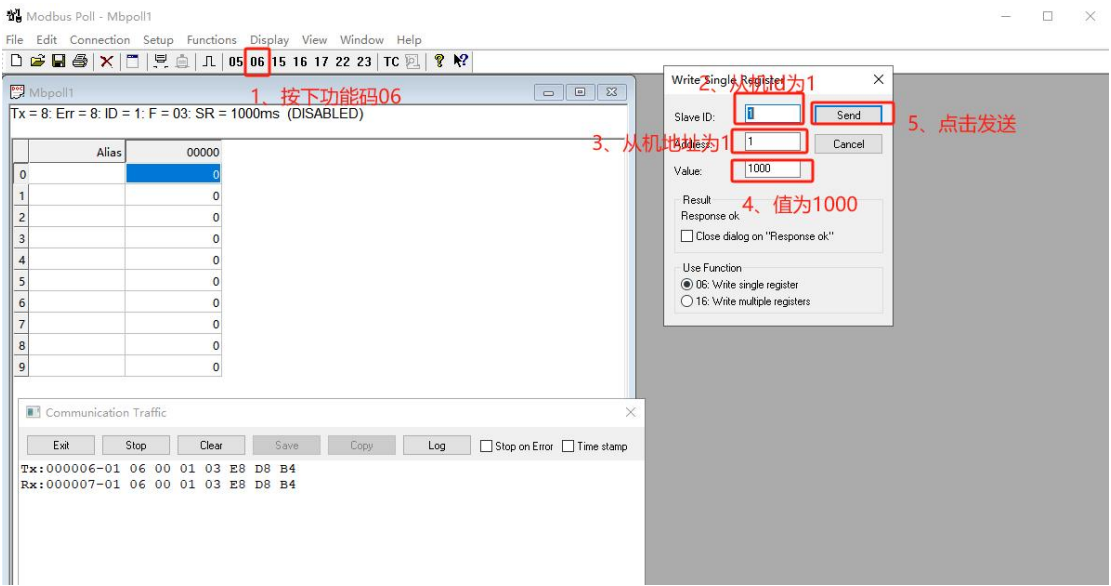 Modbus Poll - Mbpoll1
File Edit Connection Setup Functions Display View Window Help
05 06 15 16 17 22 23 TC
1、按下功能码06
Mbpoll1
Tx = 8: Err = 8: ID = 1: F = 03: SR = 1000ms (DISABLED)
Alias 00000
0 0
1 0
2 0
3 0
4 0
5 0
6 0
7 0
8 0
9 0
Write Single Register
2、从机id为1
Slave ID: 1 Send
5、点击发送
3、从机地址为1
Address: 1 Cancel
Value: 1000
4、值为1000
Result
Response ok
Close dialog on "Response ok"
Use Function
06: Write single register
16: Write multiple registers
Communication Traffic
Exit Stop Clear Save Copy Log Stop on Error Time stamp
Tx:000006-01 06 00 01 03 E8 D8 B4
Rx:000007-01 06 00 01 03 E8 D8 B4